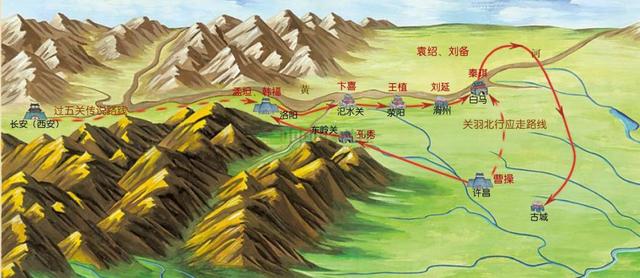 袁绍、刘备
河
秦琪
白马
孟坦、韩福
黄
卞喜
王植
刘延
洛阳
汜水关
荥阳
滑州
过五关传说路线
长安（西安）
东岭关
孔秀
关羽北行应走路线
曹操
许昌
古城